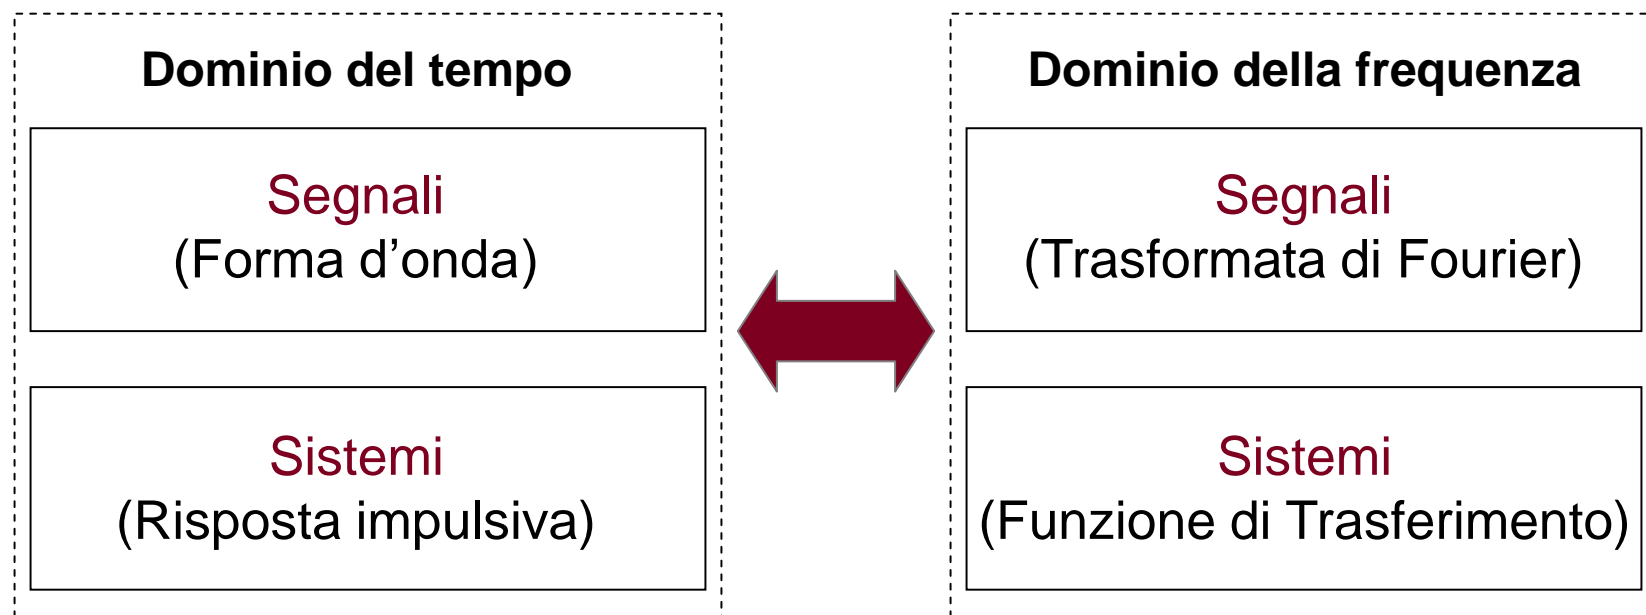 Dominio del tempo
Segnali
(Forma d’onda)
Sistemi
(Risposta impulsiva)
Dominio della frequenza
Segnali
(Trasformata di Fourier)
Sistemi
(Funzione di Trasferimento)